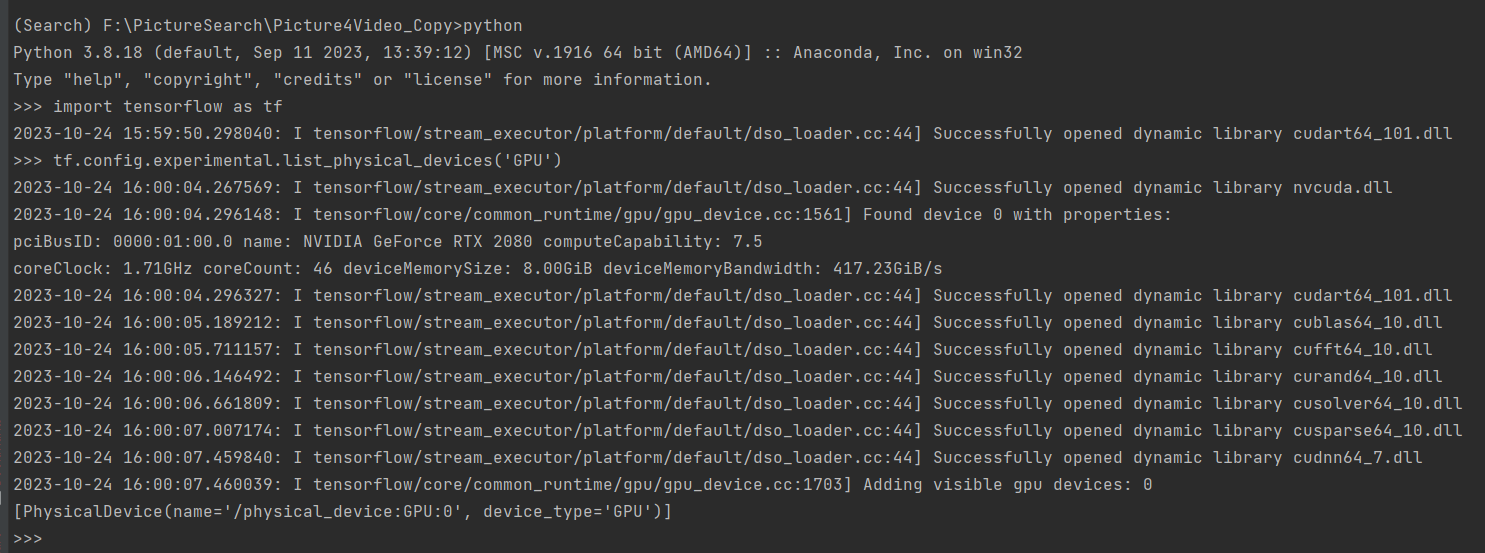 (Search) F:\PictureSearch\Picture4Video_Copy>python
Python 3.8.18 (default, Sep 11 2023, 13:39:12) [MSC v.1916 64 bit (AMD64)] :: Anaconda, Inc. on win32
Type "help", "copyright", "credits" or "license" for more information.
>>> import tensorflow as tf
2023-10-24 15:59:50.298040: I tensorflow/stream_executor/platform/default/dso_loader.cc:44] Successfully opened dynamic library cudart64_101.dll
>>> tf.config.experimental.list_physical_devices('GPU')
2023-10-24 16:00:04.267569: I tensorflow/stream_executor/platform/default/dso_loader.cc:44] Successfully opened dynamic library nvcuda.dll
2023-10-24 16:00:04.296148: I tensorflow/core/common_runtime/gpu/gpu_device.cc:1561] Found device 0 with properties:
pciBusID: 0000:01:00.0 name: NVIDIA GeForce RTX 2080 computeCapability: 7.5
coreClock: 1.71GHz coreCount: 46 deviceMemorySize: 8.00GiB deviceMemoryBandwidth: 417.23GiB/s
2023-10-24 16:00:04.296327: I tensorflow/stream_executor/platform/default/dso_loader.cc:44] Successfully opened dynamic library cudart64_101.dll
2023-10-24 16:00:05.189212: I tensorflow/stream_executor/platform/default/dso_loader.cc:44] Successfully opened dynamic library cublas64_10.dll
2023-10-24 16:00:05.711157: I tensorflow/stream_executor/platform/default/dso_loader.cc:44] Successfully opened dynamic library cufft64_10.dll
2023-10-24 16:00:06.146492: I tensorflow/stream_executor/platform/default/dso_loader.cc:44] Successfully opened dynamic library curand64_10.dll
2023-10-24 16:00:06.661809: I tensorflow/stream_executor/platform/default/dso_loader.cc:44] Successfully opened dynamic library cusolver64_10.dll
2023-10-24 16:00:07.007174: I tensorflow/stream_executor/platform/default/dso_loader.cc:44] Successfully opened dynamic library cusparse64_10.dll
2023-10-24 16:00:07.459840: I tensorflow/stream_executor/platform/default/dso_loader.cc:44] Successfully opened dynamic library cudnn64_7.dll
2023-10-24 16:00:07.460039: I tensorflow/core/common_runtime/gpu/gpu_device.cc:1703] Adding visible gpu devices: 0
[PhysicalDevice(name='/physical_device:GPU:0', device_type='GPU')]
>>>